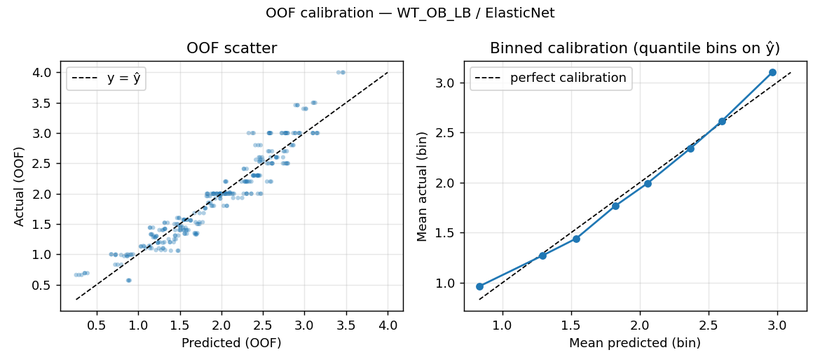 OOF calibration — WT_OB_LB / ElasticNet
OOF scatter
y = ŷ
4.0
3.5
3.0
2.5
2.0
1.5
1.0
0.5
Actual (OOF)
0.5 1.0 1.5 2.0 2.5 3.0 3.5 4.0
Predicted (OOF)
Binned calibration (quantile bins on ŷ)
perfect calibration
3.0
2.5
2.0
1.5
1.0
Mean actual (bin)
1.0 1.5 2.0 2.5 3.0
Mean predicted (bin)